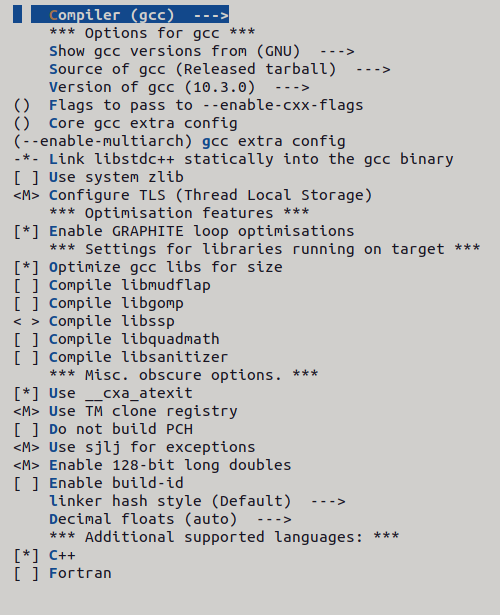 Compiler (gcc)  --->
*** Options for gcc ***
Show gcc versions from (GNU)  --->
Source of gcc (Released tarball)  --->
Version of gcc (10.3.0)  --->
()  Flags to pass to --enable-cxx-flags
()  Core gcc extra config
(--enable-multiarch) gcc extra config
-*- Link libstdc++ statically into the gcc binary
[ ] Use system zlib
<M> Configure TLS (Thread Local Storage)
*** Optimisation features ***
[*] Enable GRAPHITE loop optimisations
*** Settings for libraries running on target ***
[*] Optimize gcc libs for size
[ ] Compile libmudflap
[ ] Compile libgomp
< > Compile libssp
[ ] Compile libquadmath
[ ] Compile libsanitizer
*** Misc. obscure options. ***
[*] Use __cxa_atexit
<M> Use TM clone registry
[ ] Do not build PCH
<M> Use sjlj for exceptions
<M> Enable 128-bit long doubles
[ ] Enable build-id
linker hash style (Default)  --->
Decimal floats (auto)  --->
*** Additional supported languages: ***
[*] C++
[ ] Fortran